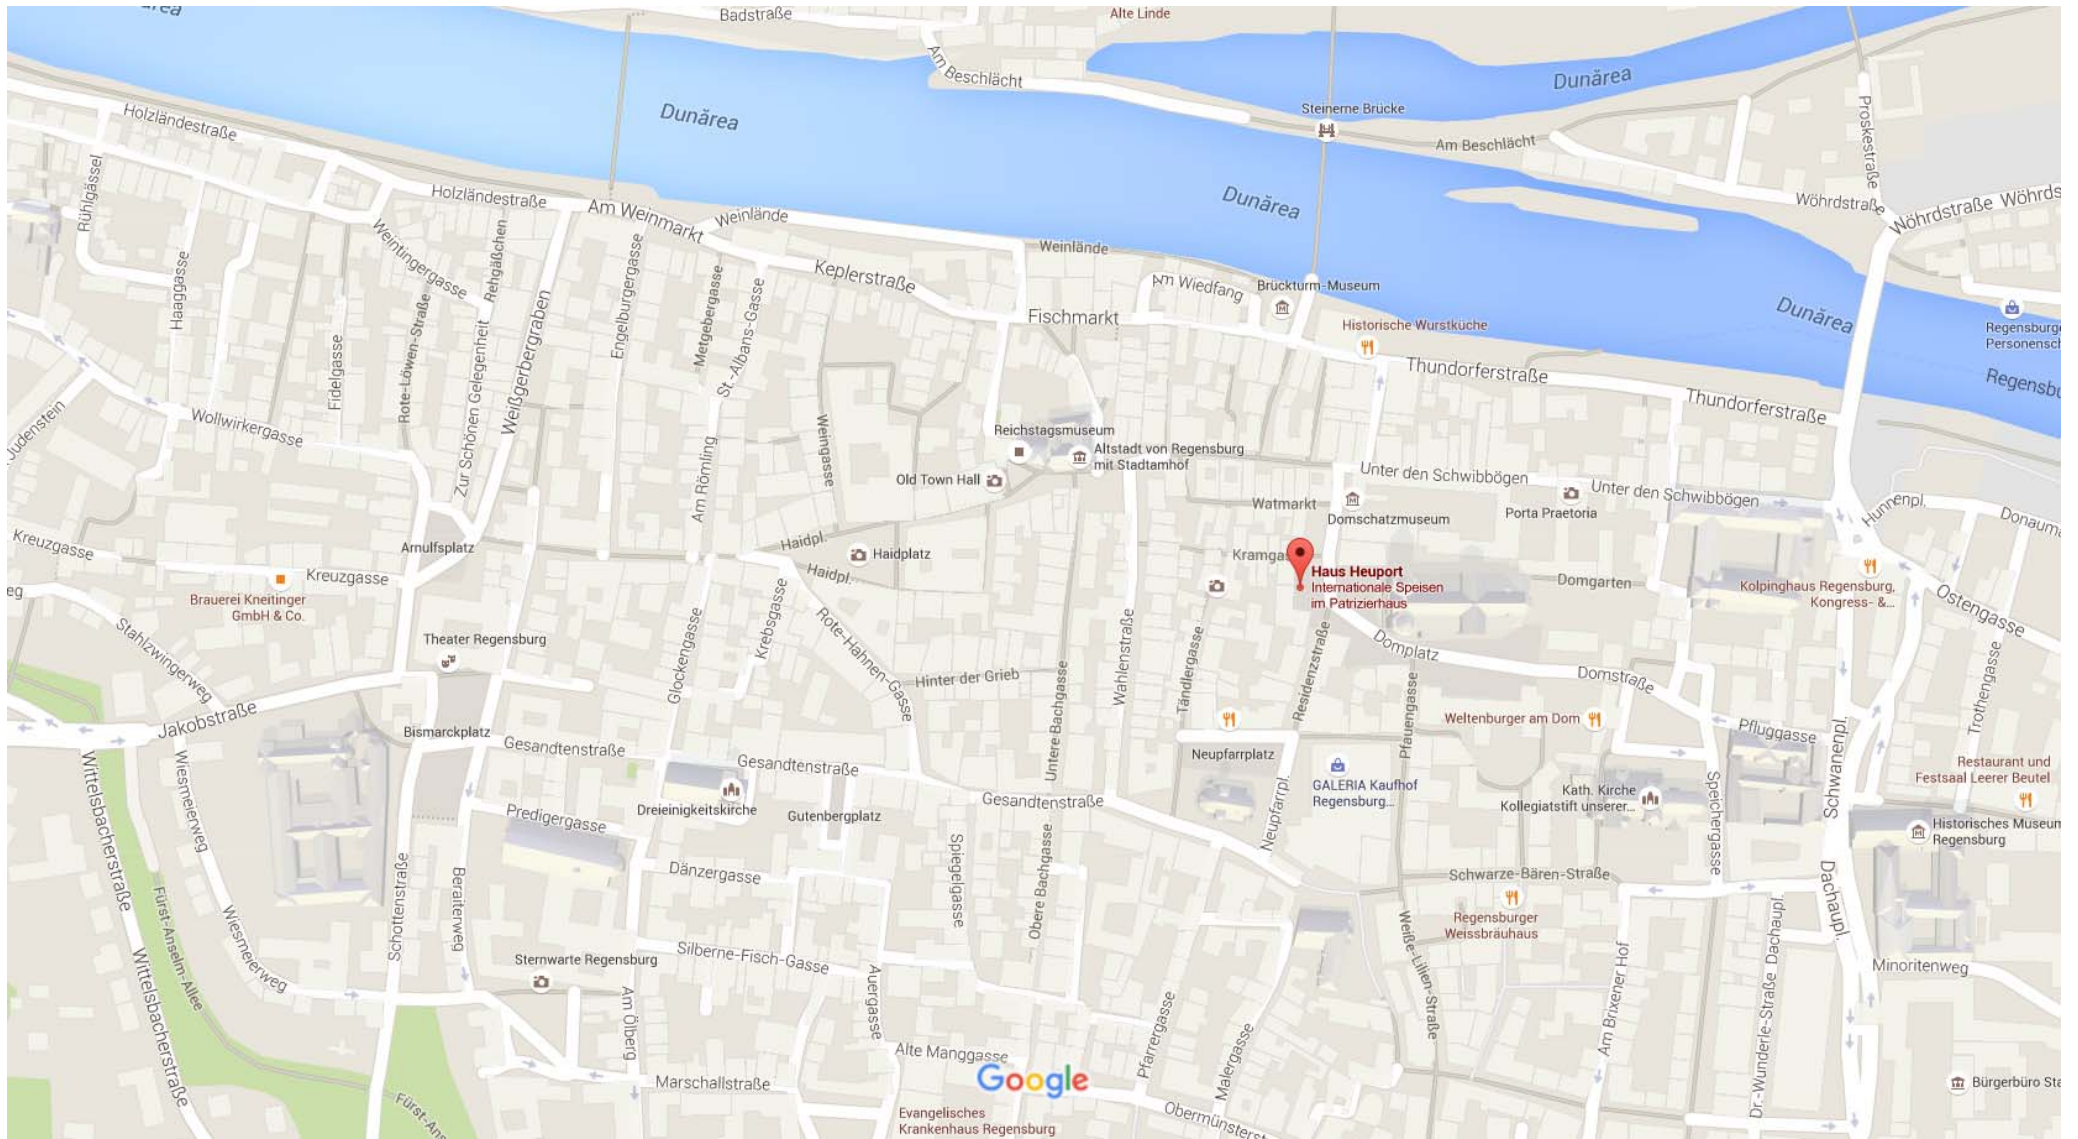 Badstraße
Alte Linde
Am Beschlächt
Dunărea
Dunărea
Steinerne Brücke
Am Beschlächt
Proskestraße
Holzländestraße
Rühlgässel
Dunărea
Wöhrdstraße
Holzländestraße
Am Weinmarkt
Weinlände
Weinlände
Weintingergasse
Rehgäßchen
Engelburgergasse
Metgebergasse
St.-Albans-Gasse
Keplerstraße
Am Wiedfang
Brückturm-Museum
Haaggasse
Fidelgasse
Rote-Löwen-Straße
Zur Schönen Gelegenheit
Weißgerbergraben
Fischmarkt
Historische Wurstküche
Dunărea
Thundorferstraße
Thundorferstraße
Wollwirkergasse
Weingasse
Am Römling
Reichstagsmuseum
Altstadt von Regensburg
mit Stadtamhof
Old Town Hall
Unter den Schwibbögen
Unter den Schwibbögen
Watmarkt
Domschatzmuseum
Porta Praetoria
Hunnenpl.
Kreuzgasse
Arnulfsplatz
Kreuzgasse
Haidpl.
Haidplatz
Haidpl.
Haus Heuport
Internationale Speisen
im Patrizierhaus
Domgarten
Kolpinghaus Regensburg,
Kongress- &...
Ostengasse
Brauerei Kneitinger
GmbH & Co.
Stahlzwingerweg
Theater Regensburg
Glockengasse
Krebsgasse
Rote-Hahnen-Gasse
Hinter der Grieb
Untere Bachgasse
Wahlenstraße
Tändlergasse
Residenzstraße
Domplatz
Pfauengasse
Domstraße
Trothengasse
Jakobstraße
Bismarckplatz
Gesandtenstraße
Gesandtenstraße
Gesandtenstraße
Neupfarrplatz
Neupfarrpl.
GALERIA Kaufhof
Regensburg...
Weltenburger am Dom
Pfluggasse
Schwanenpl.
Restaurant und
Festsaal Leerer Beutel
Wittelsbacherstraße
Wiesmeierweg
Predigergasse
Dreieinigkeitskirche
Gutenbergplatz
Kath. Kirche
Kollegiatstift unserer...
Speichergasse
Historisches Museum
Regensburg
Dänzergasse
Spiegelgasse
Obere Bachgasse
Schwarze-Bären-Straße
Dachaupl.
Fürst-Anselm-Allee
Wittelsbacherstraße
Wiesmeierweg
Schottenstraße
Beraiterweg
Regensburger
Weissbräuhaus
Weiße-Lilien-Straße
Am Brixener Hof
Dr.-Wunderle-Straße Dachaupl.
Minoritenweg
Sternwarte Regensburg
Silberne-Fisch-Gasse
Auergasse
Am Ölberg
Pfarrergasse
Malergasse
Alte Manggasse
Google
Marschallstraße
Evangelisches
Krankenhaus Regensburg